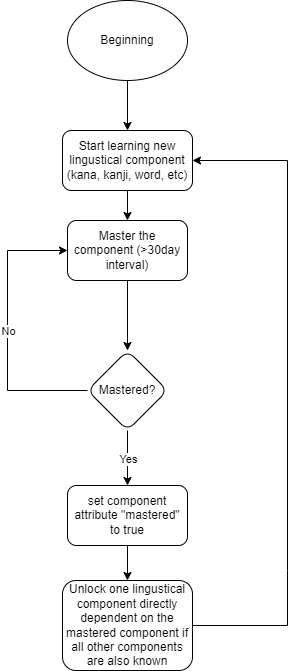 Beginning
Start learning new
lingustical component
(kana, kanji, word, etc)
Master the
component (>30day
interval)
No
Mastered?
Yes
set component
attribute "mastered"
to true
Unlock one lingustical
component directly
dependent on the
mastered component if
all other components
are also known